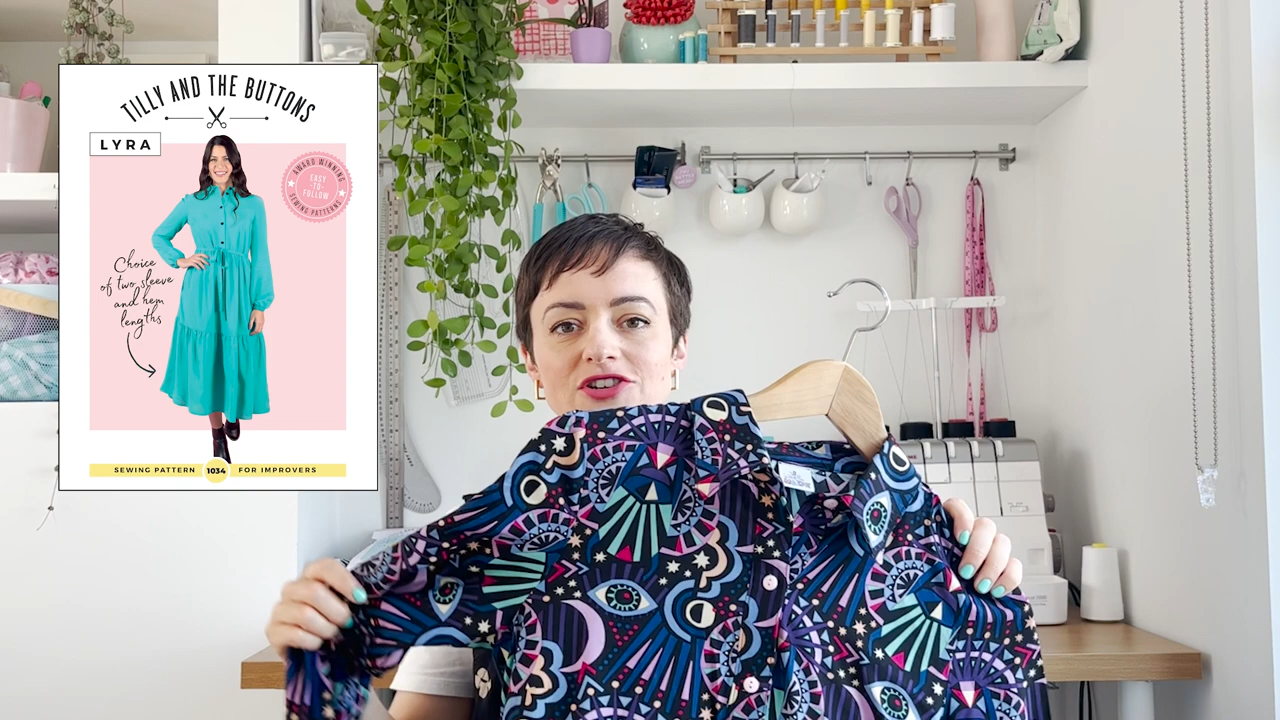 TILLY AND THE BUTTONS
LYRA
AWARD WINNING
EASY-
-TO-
FOLLOW
SEWING PATTERNS
Choice
of two sleeve
and hem
lengths
SEWING PATTERN 1034 FOR IMPROVERS